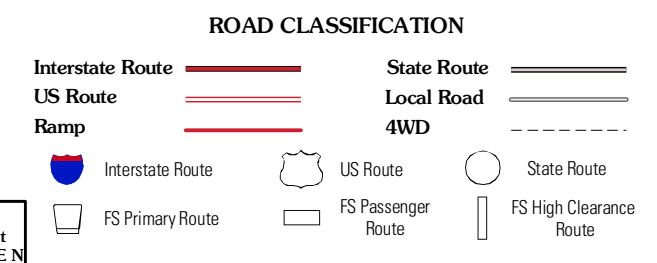 ROAD CLASSIFICATION
Interstate Route
State Route
US Route
Local Road
Ramp
4WD
Interstate Route
US Route
State Route
FS Primary Route
FS Passenger
Route
FS High Clearance
Route